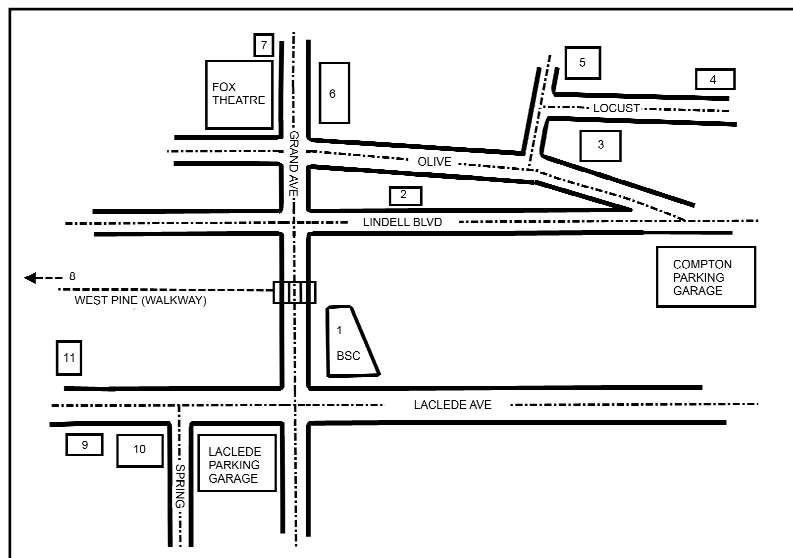 7
FOX
THEATRE
6
5
4
LOCUST
3
GRAND AVE
OLIVE
2
LINDELL BLVD
8
WEST PINE (WALKWAY)
COMPTON
PARKING
GARAGE
1
BSC
11
LACLEDE AVE
9
10
SPRING
LACLEDE
PARKING
GARAGE